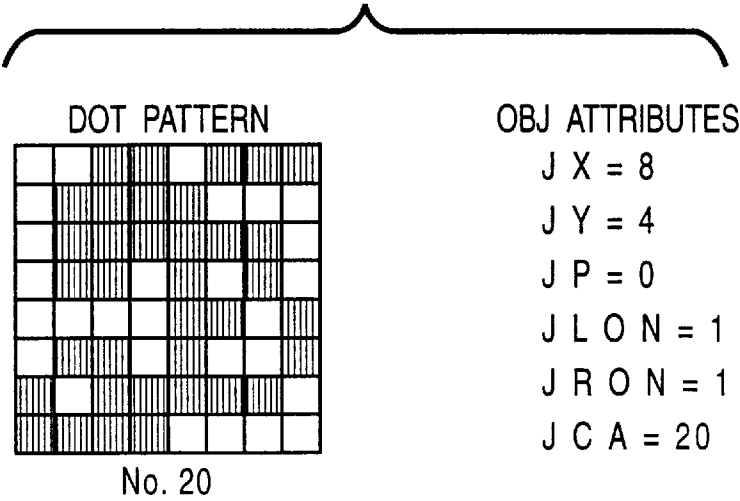 DOT PATTERN
No. 20
OBJ ATTRIBUTES
J X = 8
J Y = 4
J P = 0
J L O N = 1
J R O N = 1
J C A = 20